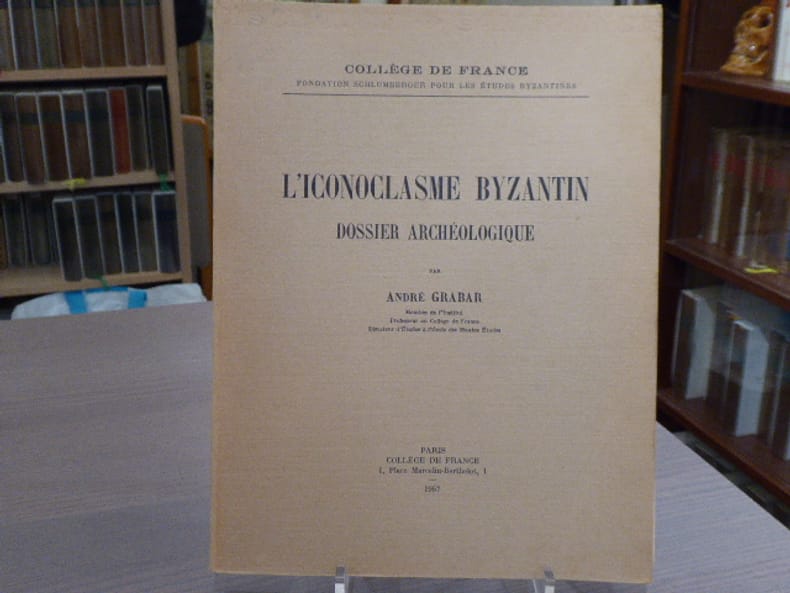 COLLÈGE DE FRANCE
FONDATION SCHLUMBERGER POUR LES ÉTUDES BYZANTINES
L'ICONOCLASME BYZANTIN
DOSSIER ARCHÉOLOGIQUE
PAR
ANDRÉ GRABAR
Membre de l'Institut
Professeur au Collège de France
Directeur d'Études à l'École des Hautes Études
PARIS
COLLÈGE DE FRANCE
1, Place Marcelin-Berthelot, 1
1957